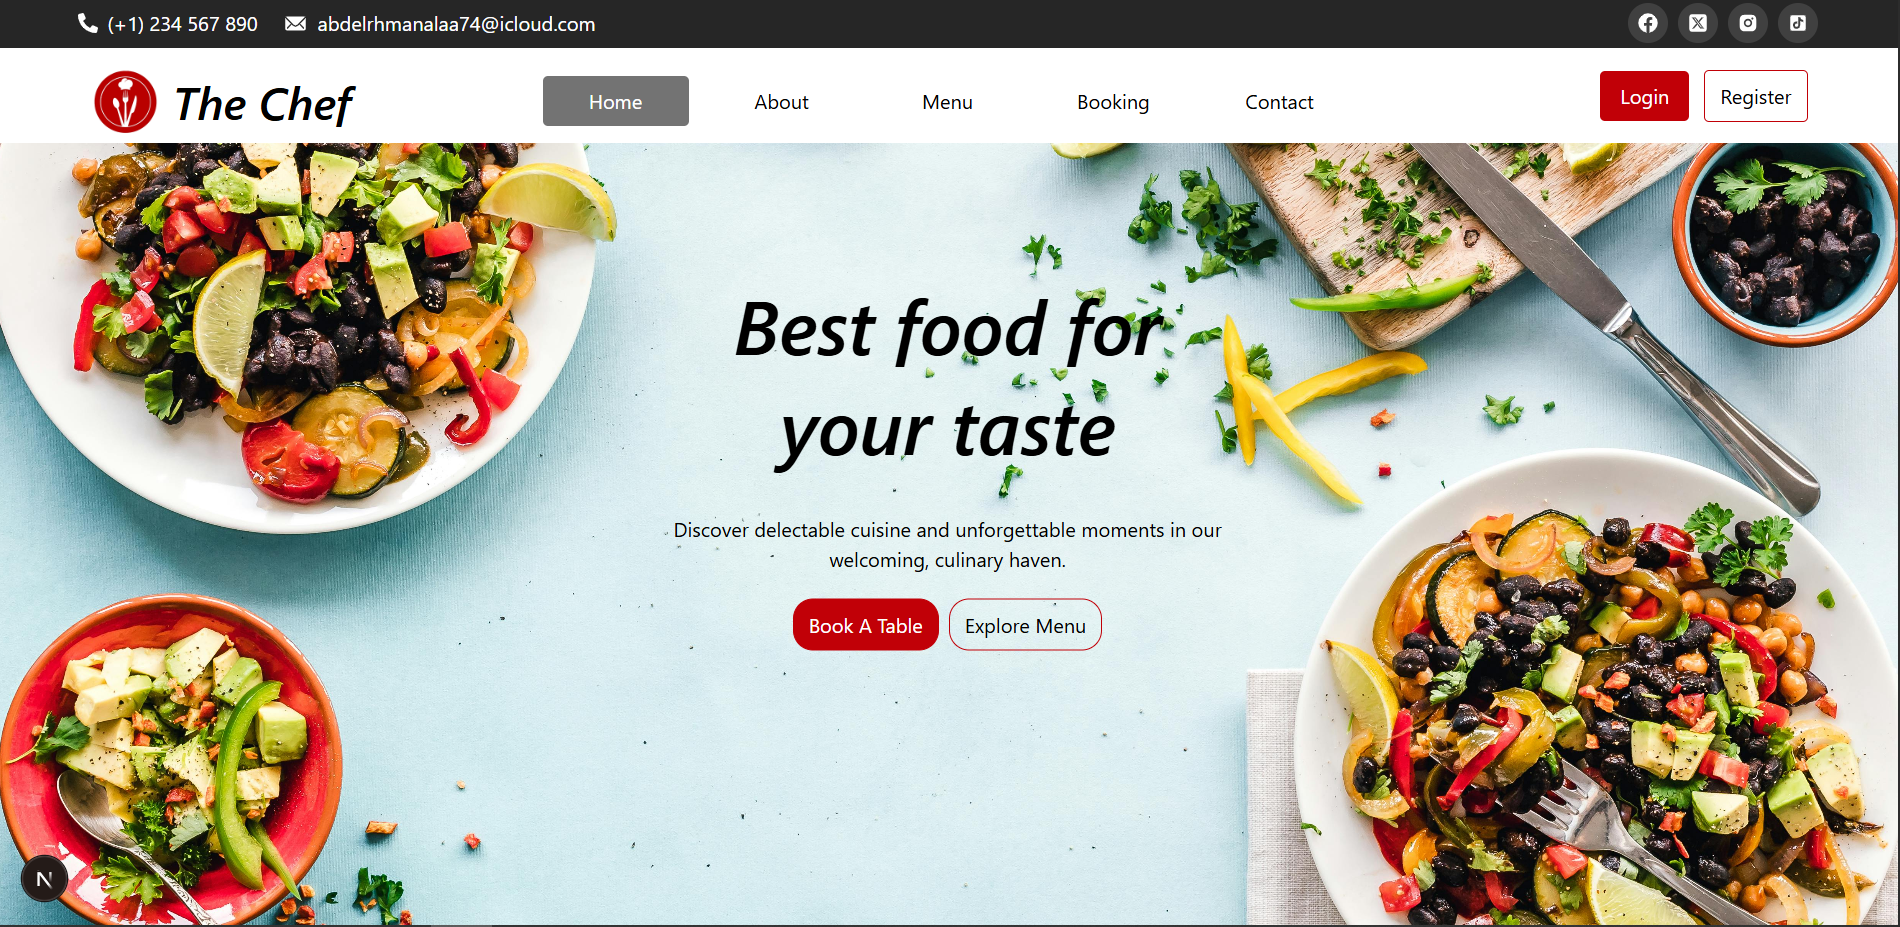 (+1) 234 567 890 abdelrhmanalaa74@icloud.com
The Chef Home About Menu Booking Contact Login Register
Best food for
your taste
Discover delectable cuisine and unforgettable moments in our
welcoming, culinary haven.
Book A Table Explore Menu
N